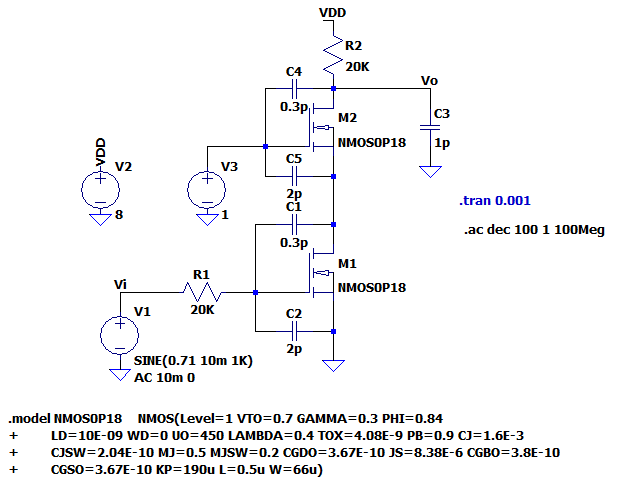 VDD
R2
20K
C4
0.3p
Vo
M2
C3
NMOS0P18
1p
VDD
V2
8
V3
1
C5
2p
C1
0.3p
.tran 0.001
.ac dec 100 1 100Meg
M1
NMOS0P18
Vi
R1
20K
V1
C2
2p
SINE(0.71 10m 1K)
AC 10m 0
.model NMOS0P18 NMOS(Level=1 VTO=0.7 GAMMA=0.3 PHI=0.84
+ LD=10E-09 WD=0 UO=450 LAMBDA=0.4 TOX=4.08E-9 PB=0.9 CJ=1.6E-3
+ CJSW=2.04E-10 MJ=0.5 MJSW=0.2 CGDO=3.67E-10 JS=8.38E-6 CGBO=3.8E-10
+ CGSO=3.67E-10 KP=190u L=0.5u W=66u)